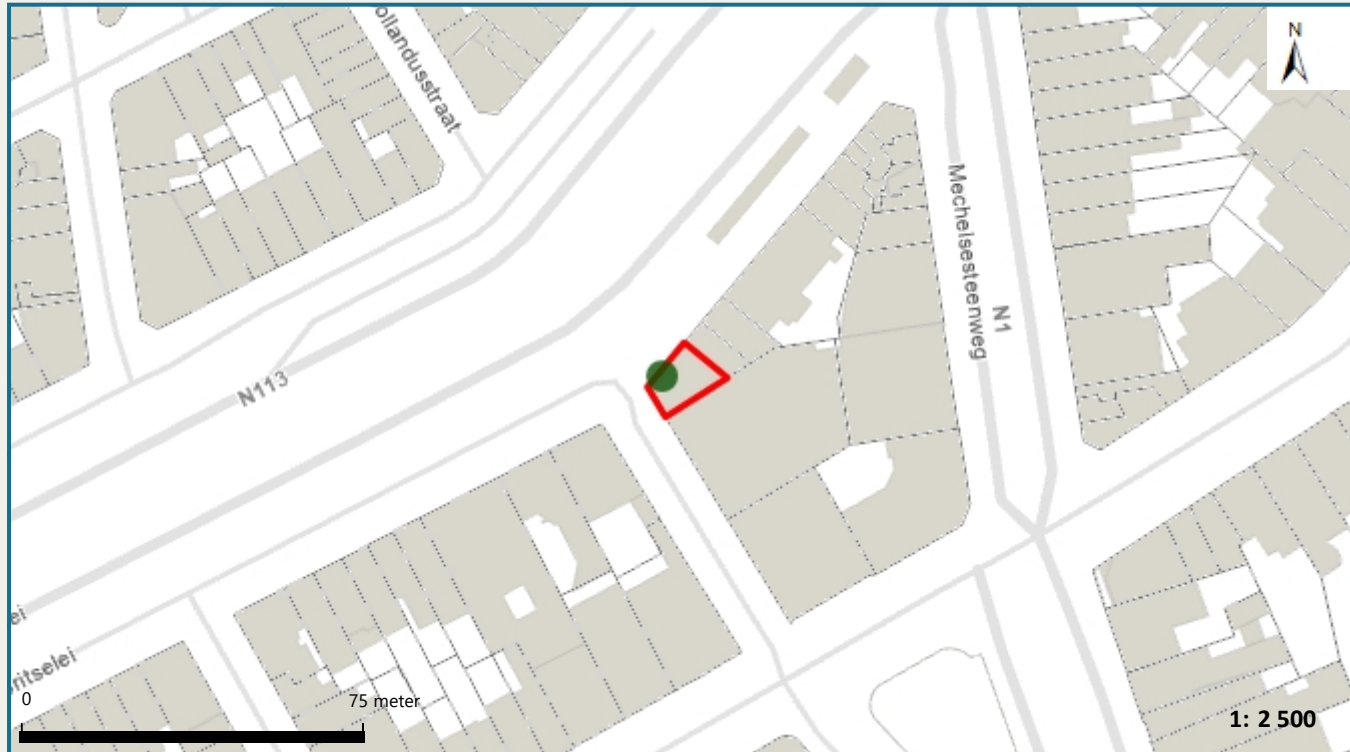 ollandusstraat
N
Mechelsesteenweg
N1
N113
ei
ritselei
0
75 meter
1: 2 500